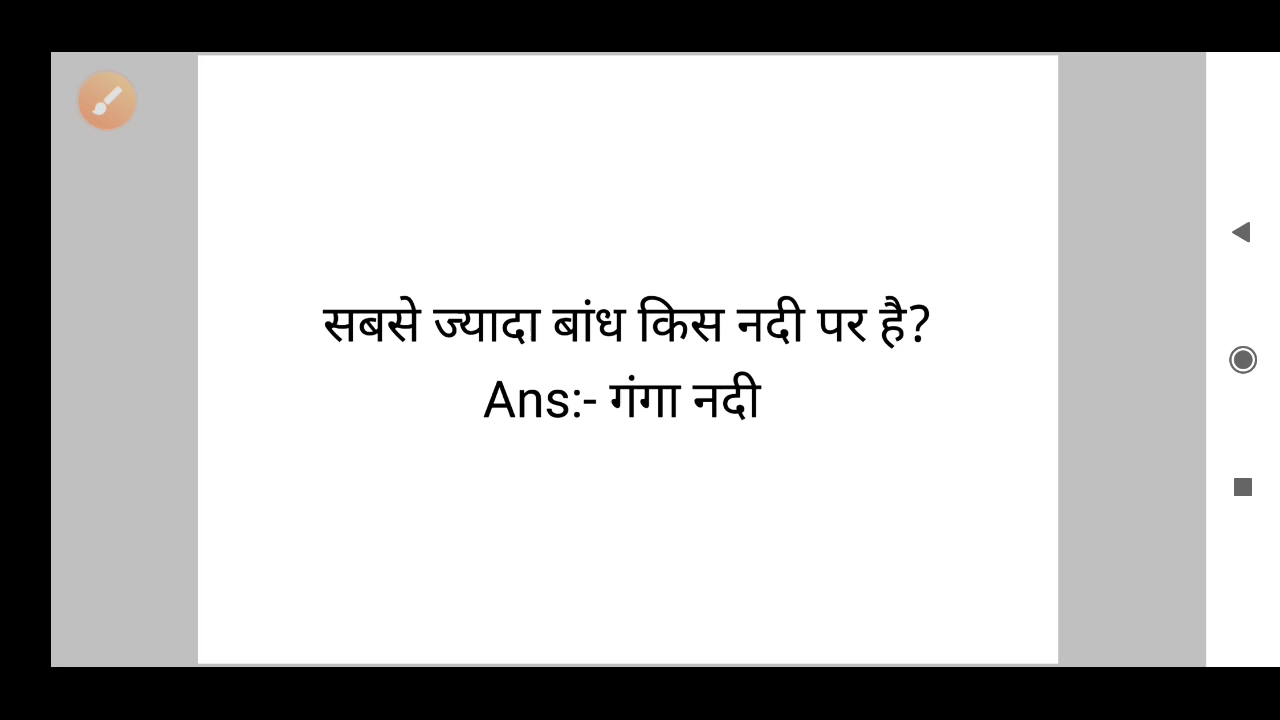 सबसे ज्यादा बांध किस नदी पर है?
Ans:- गंगा नदी